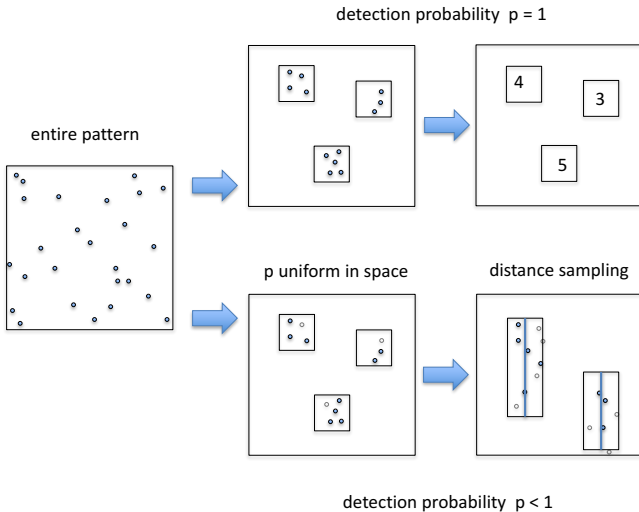 detection probability p = 1
4
3
5
entire pattern
p uniform in space
distance sampling
detection probability p < 1